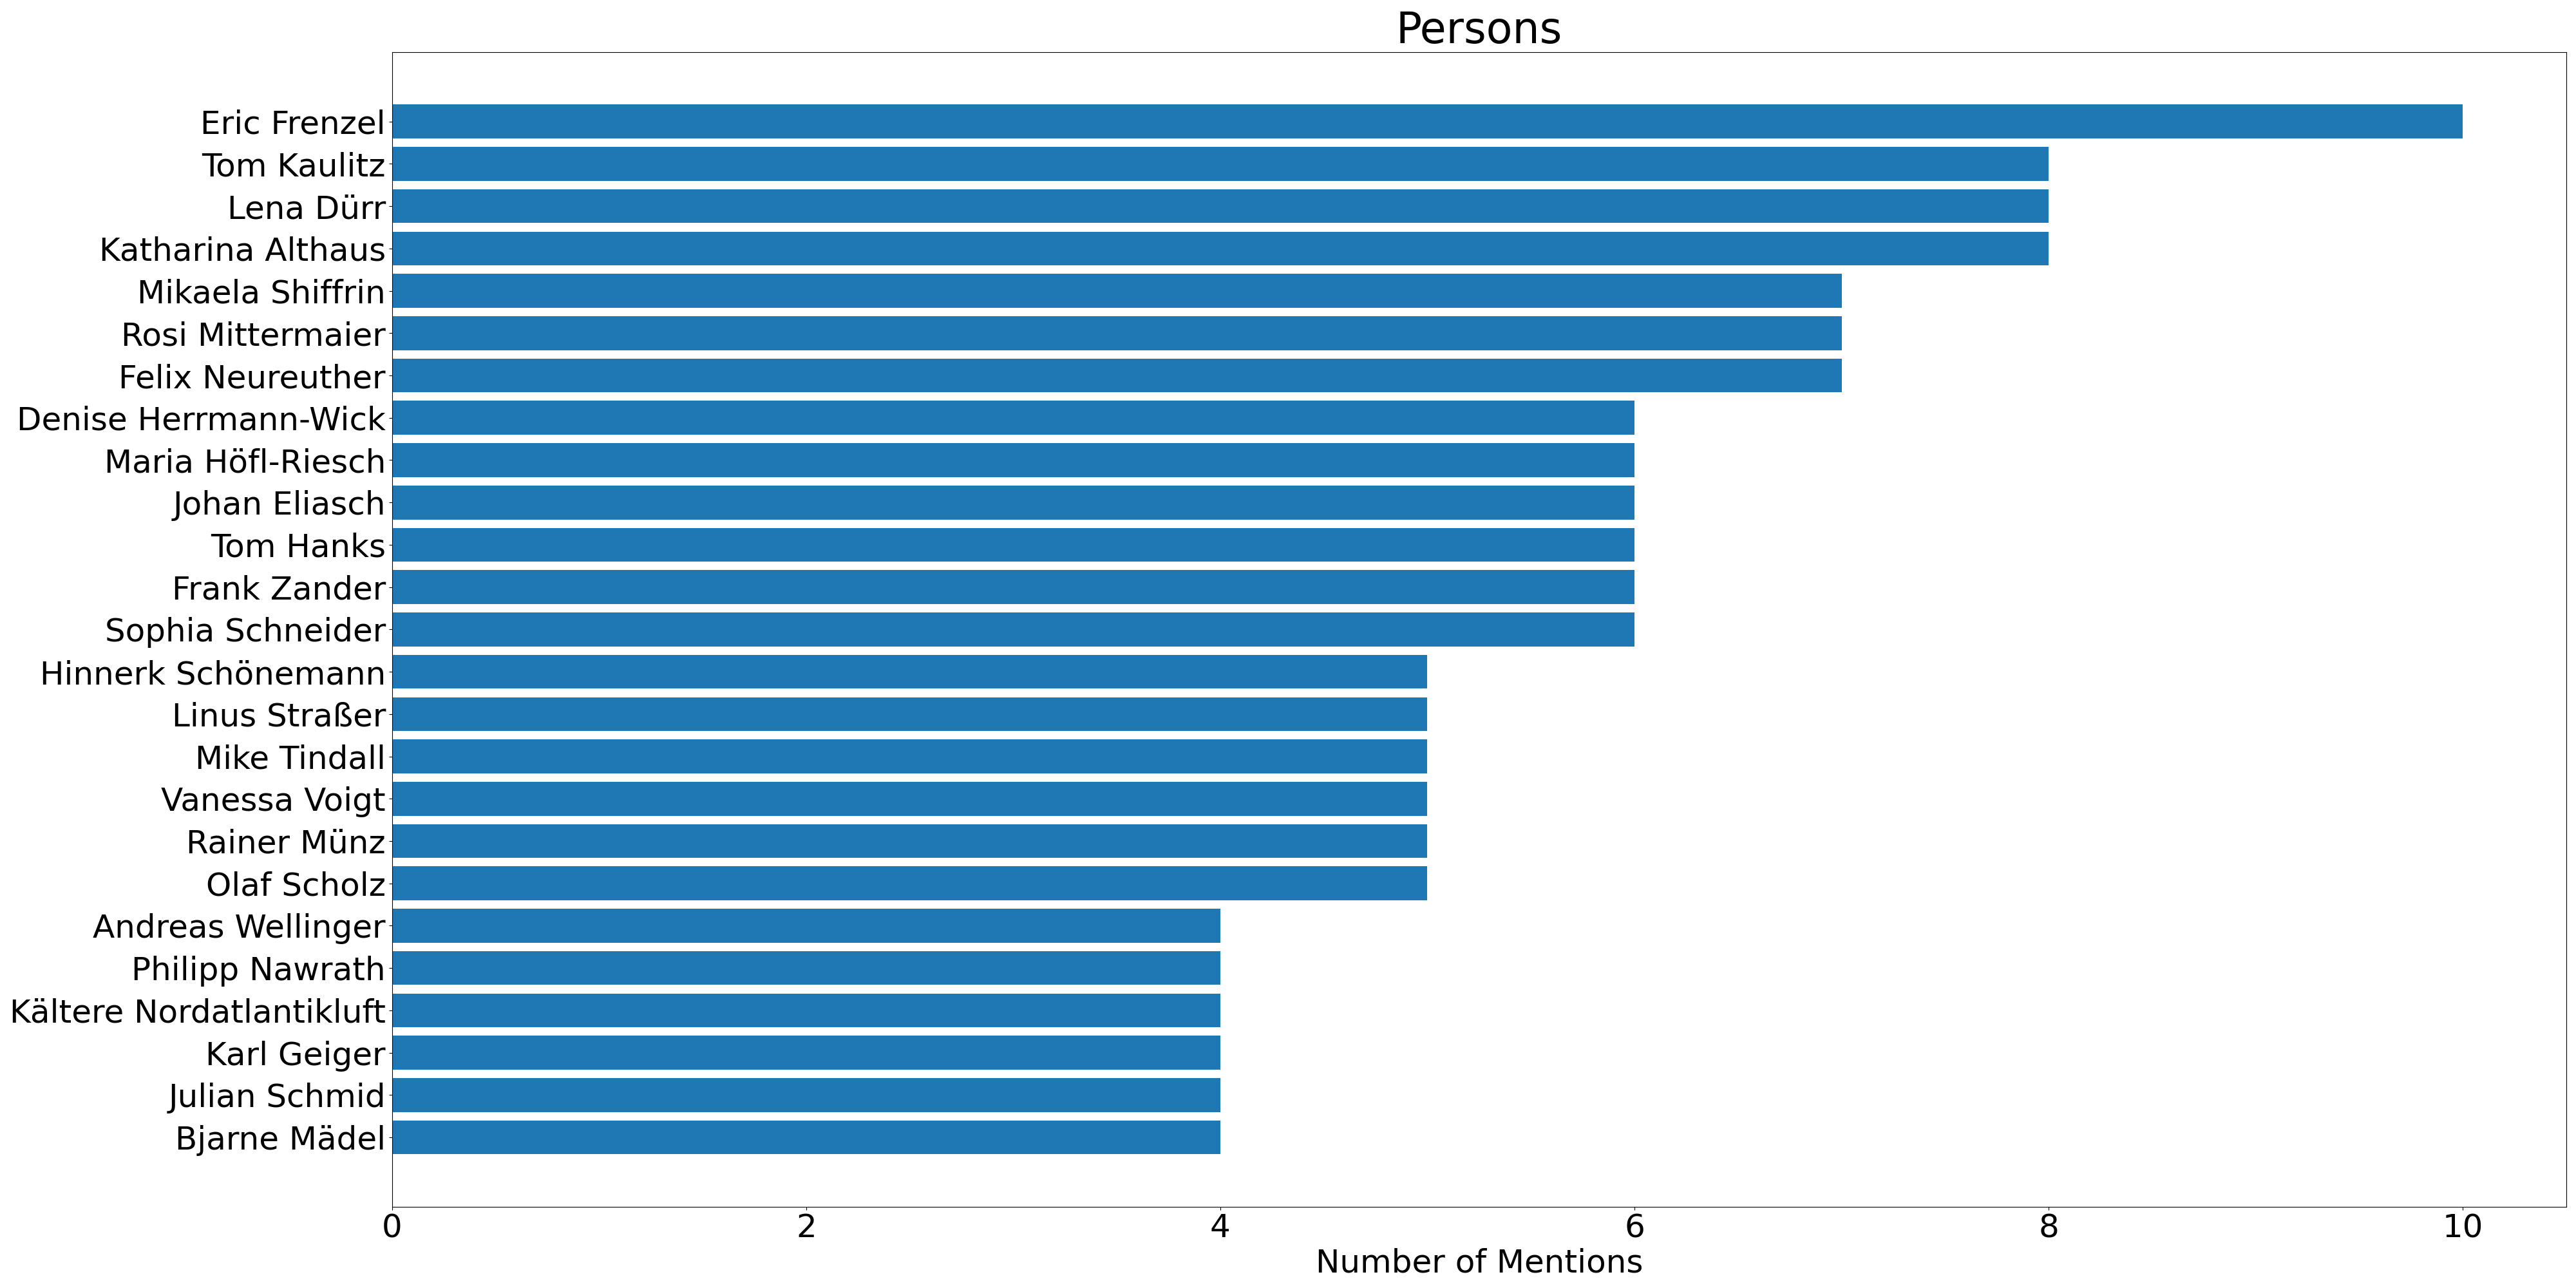 Persons
Eric Frenzel
Tom Kaulitz
Lena Dürr
Katharina Althaus
Mikaela Shiffrin
Rosi Mittermaier
Felix Neureuther
Denise Herrmann-Wick
Maria Höfl-Riesch
Johan Eliasch
Tom Hanks
Frank Zander
Sophia Schneider
Hinnerk Schönemann
Linus Straßer
Mike Tindall
Vanessa Voigt
Rainer Münz
Olaf Scholz
Andreas Wellinger
Philipp Nawrath
Kältere Nordatlantikluft
Karl Geiger
Julian Schmid
Bjarne Mädel
0 2 4 6 8 10
Number of Mentions